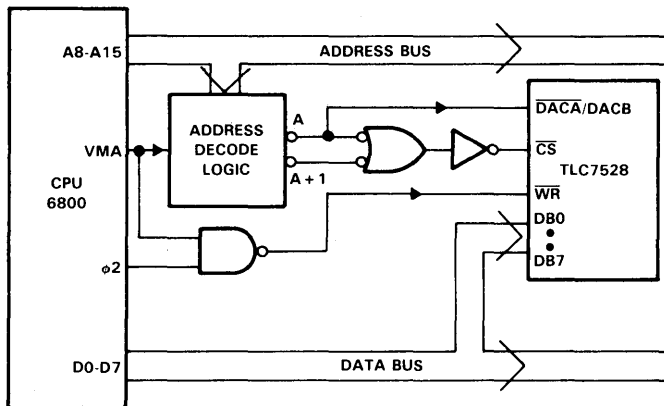 A8-A15
ADDRESS BUS
A
DACA/DACB
ADDRESS
DECODE
LOGIC
VMA
CS
A + 1
TLC7528
CPU
6800
WR
DB0
φ2
DB7
D0-D7
DATA BUS